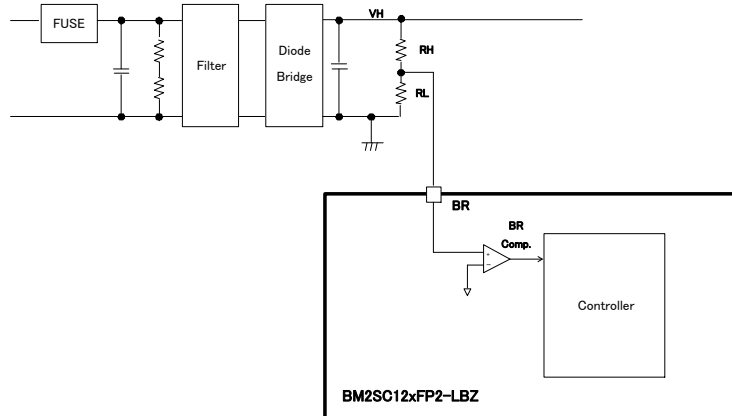 FUSE
VH
Filter
Diode
Bridge
RH
RL
BR
BR
Comp.
+
−
Controller
BM2SC12xFP2-LBZ